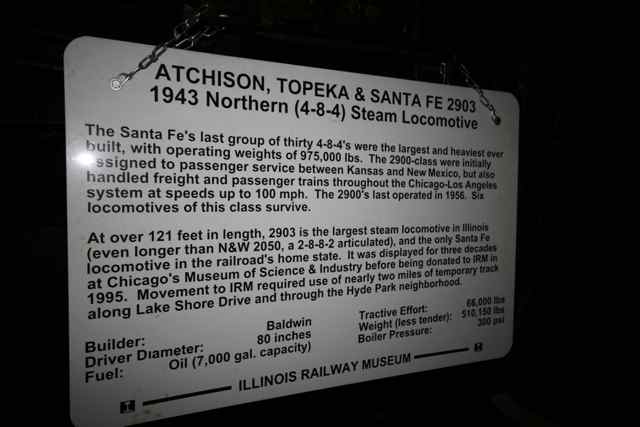 ATCHISON, TOPEKA & SANTA FE 2903
1943 Northern (4-8-4) Steam Locomotive
The Santa Fe's last group of thirty 4-8-4's were the largest and heaviest ever
built, with operating weights of 975,000 lbs. The 2900-class were initially
assigned to passenger service between Kansas and New Mexico, but also
handled freight and passenger trains throughout the Chicago-Los Angeles
system at speeds up to 100 mph. The 2900's last operated in 1956. Six
locomotives of this class survive.
At over 121 feet in length, 2903 is the largest steam locomotive in Illinois
(even longer than N&W 2050, a 2-8-8-2 articulated), and the only Santa Fe
locomotive in the railroad's home state. It was displayed for three decades
at Chicago's Museum of Science & Industry before being donated to IRM in
1995. Movement to IRM required use of nearly two miles of temporary track
along Lake Shore Drive and through the Hyde Park neighborhood.
Builder: Baldwin
Driver Diameter: 80 inches
Fuel: Oil (7,000 gal. capacity)
Tractive Effort: 66,000 lbs
Weight (less tender): 510,150 lbs
Boiler Pressure: 300 psi
ILLINOIS RAILWAY MUSEUM